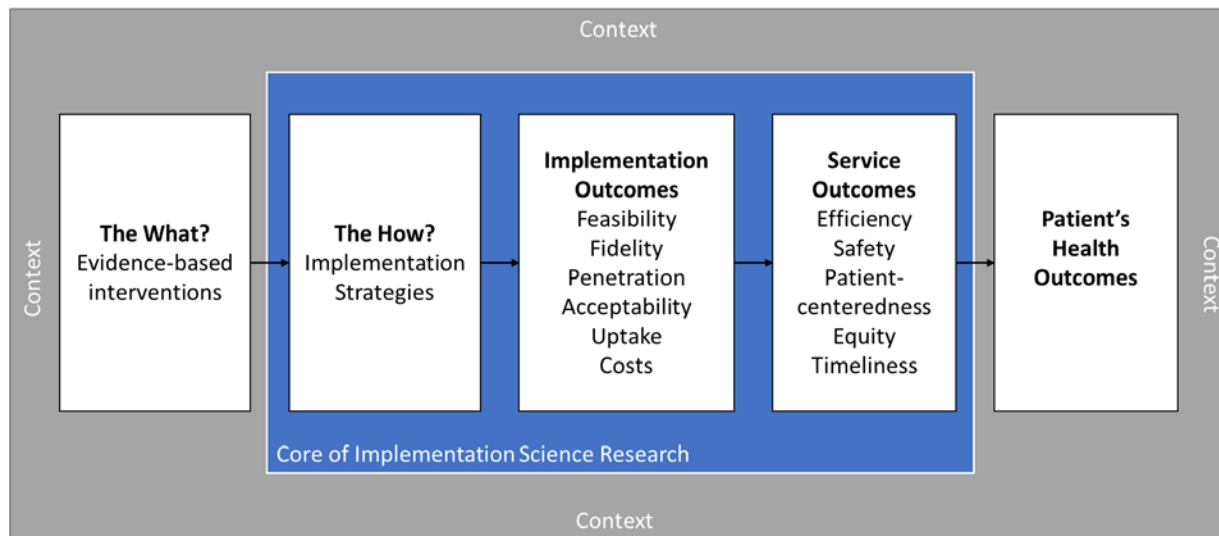 Context
Context
The What?
Evidence-based
interventions
The How?
Implementation
Strategies
Implementation
Outcomes
Feasibility
Fidelity
Penetration
Acceptability
Uptake
Costs
Service
Outcomes
Efficiency
Safety
Patient-
centeredness
Equity
Timeliness
Patient's
Health
Outcomes
Context
Core of Implementation Science Research
Context